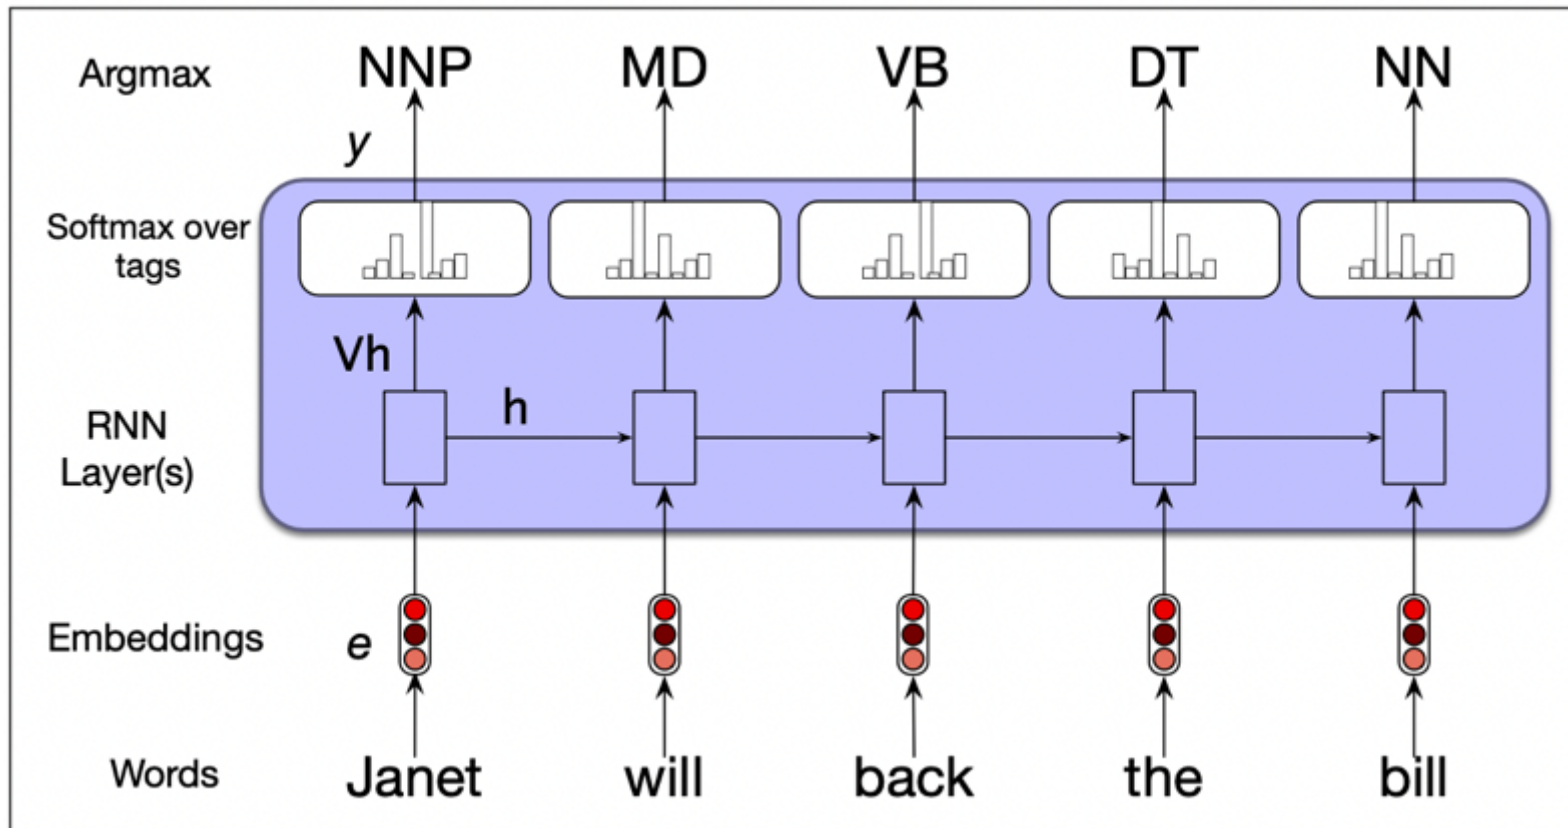 Argmax NNP MD VB DT NN
y
Softmax over
tags
Vh
h
RNN
Layer(s)
Embeddings e
Words Janet will back the bill